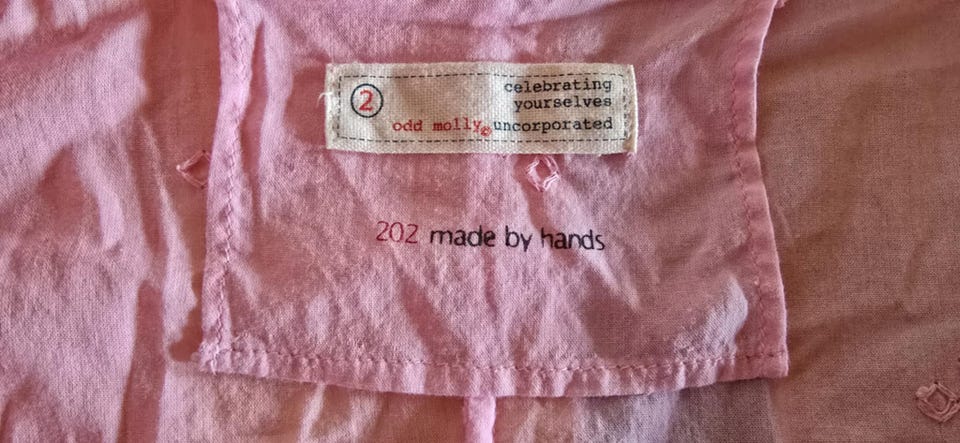 2
celebrating
yourselves
odd molly© uncorporated
202 made by hands